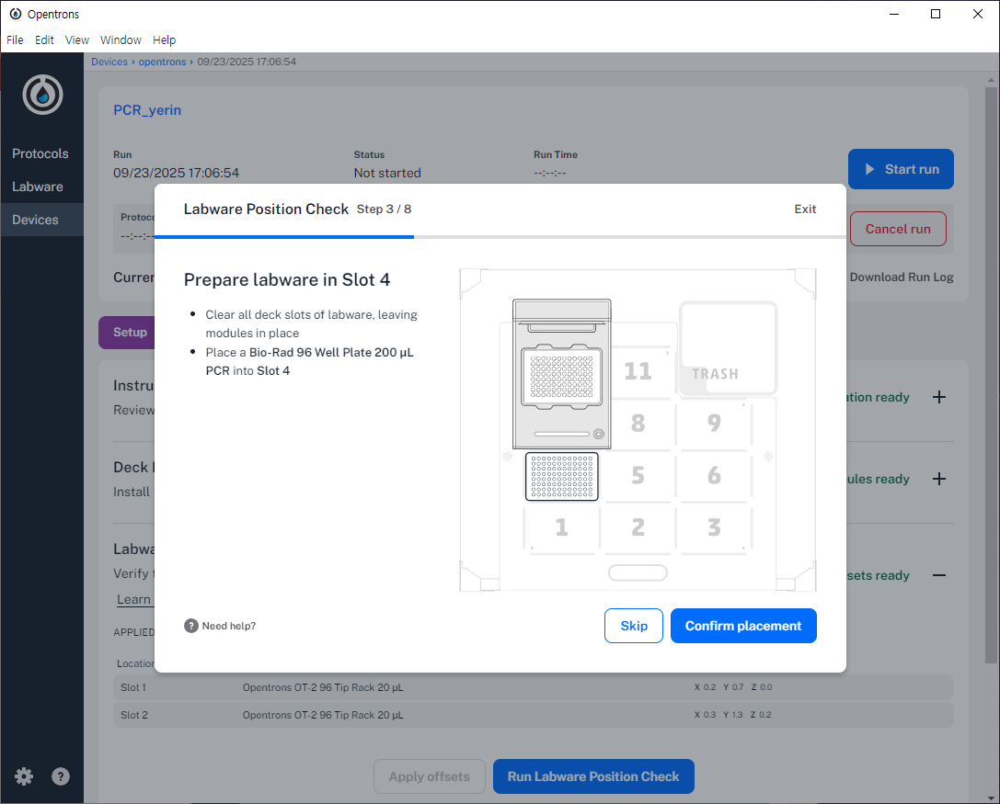 Opentrons
File Edit View Window Help
Devices › opentrons › 09/23/2025 17:06:54
PCR_yerin
Protocols
Labware
Devices
Run Status Run Time
09/23/2025 17:06:54 Not started --:--:--
Start run
Labware Position Check Step 3 / 8 Exit
Protoco
--:--:--
Cancel run
Curren
Download Run Log
Setup
Prepare labware in Slot 4
Clear all deck slots of labware, leaving
modules in place
Place a Bio-Rad 96 Well Plate 200 µL
PCR into Slot 4
11
TRASH
8
9
5
6
1
2
3
Instru
Review
ation ready
Deck
Install
ules ready
Labwa
Verify t
sets ready
Learn
? Need help?
Skip
Confirm placement
APPLIED
Location
Slot 1 Opentrons OT-2 96 Tip Rack 20 µL X 0.2 Y 0.7 Z 0.0
Slot 2 Opentrons OT-2 96 Tip Rack 20 µL X 0.3 Y 1.3 Z 0.2
Apply offsets
Run Labware Position Check
?